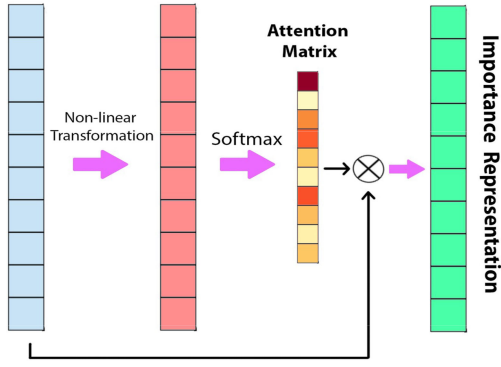 Attention
Matrix
Non-linear
Transformation
Softmax
Importance Representation